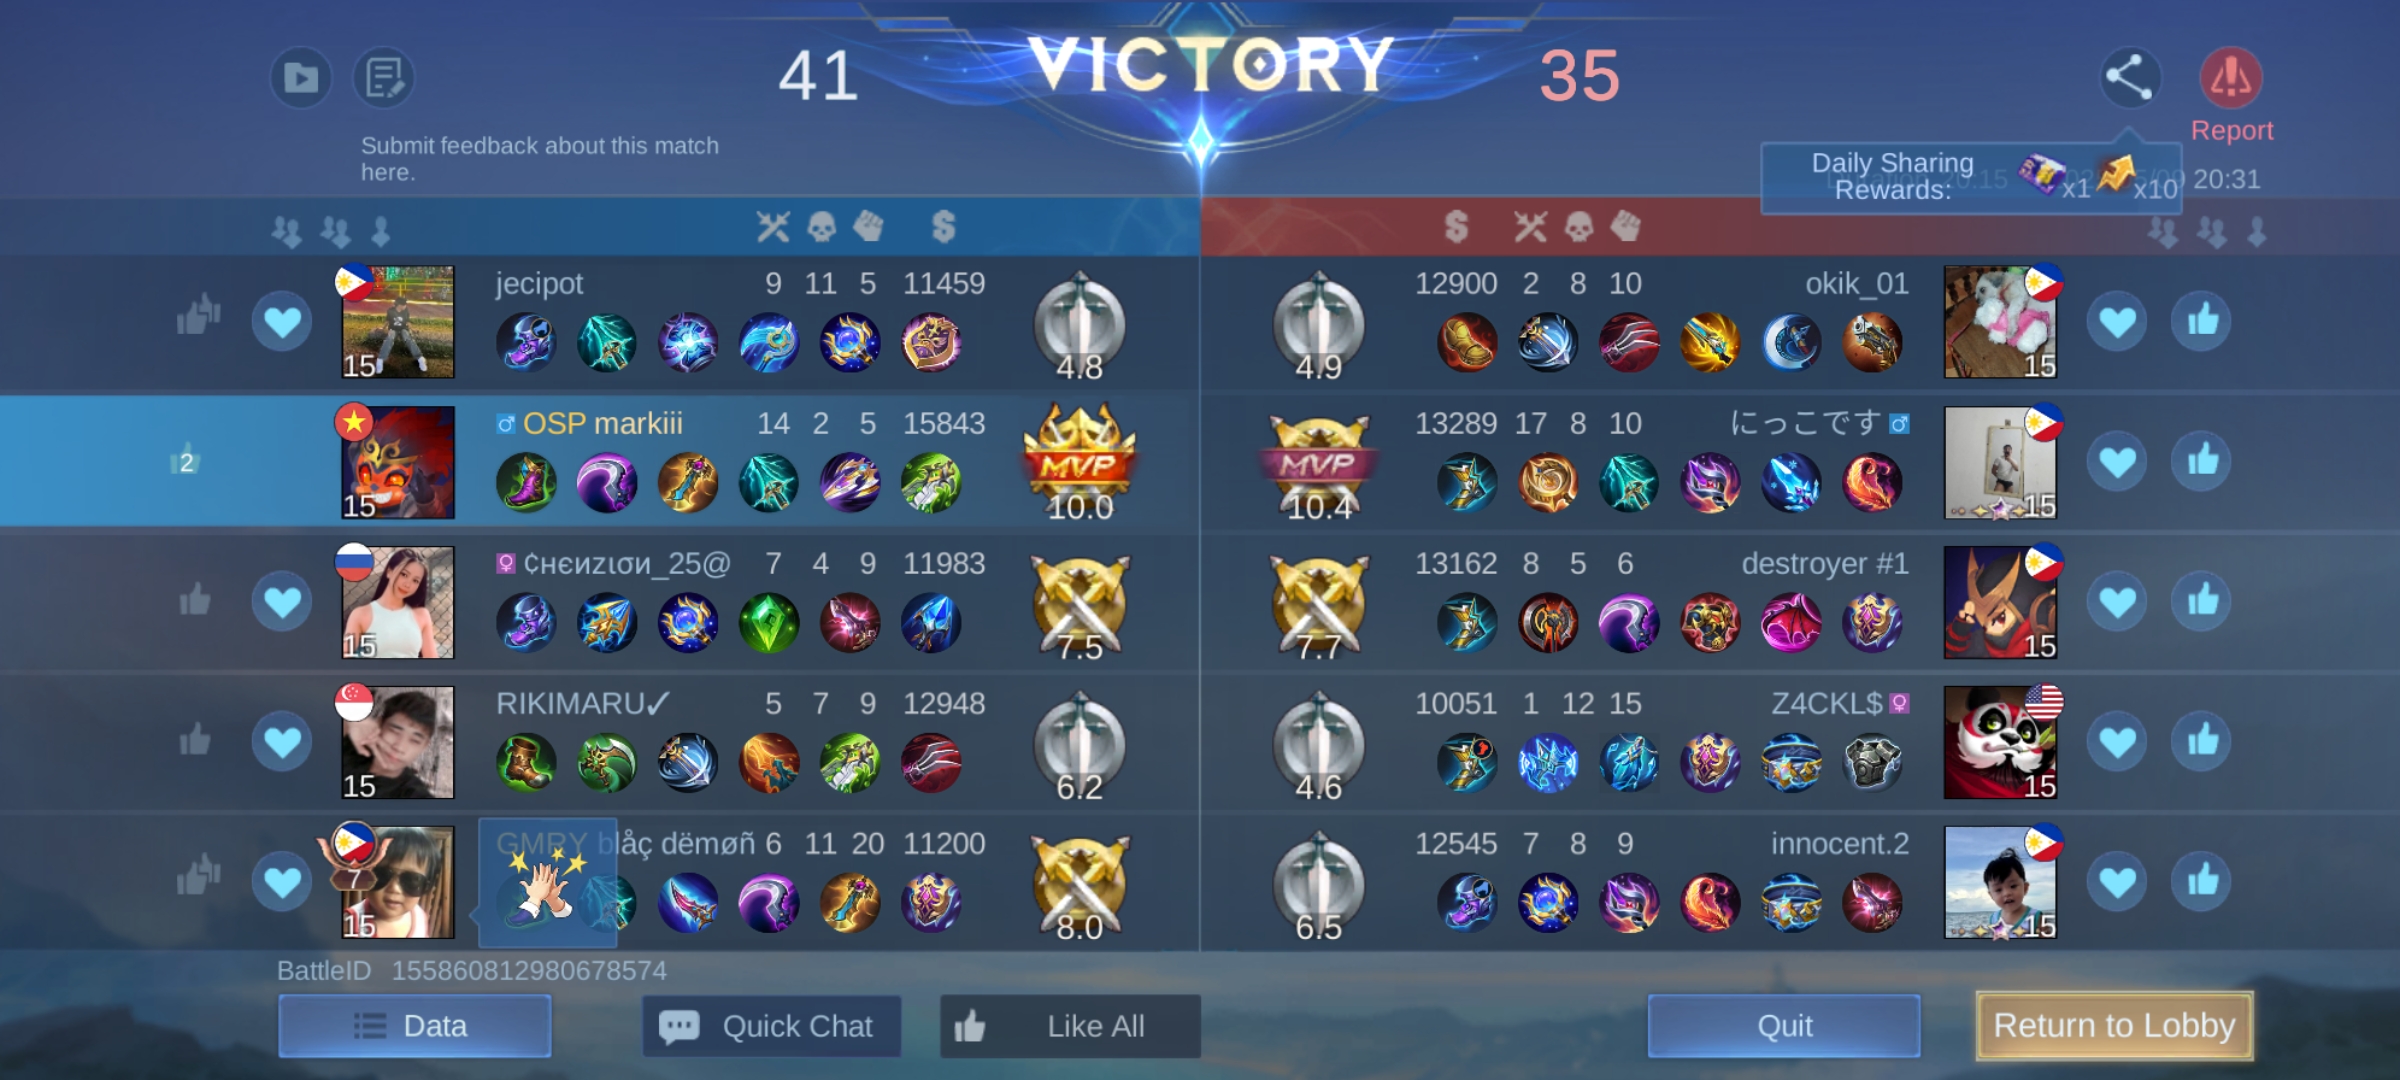 41 VICTORY 35
Submit feedback about this match
here.
Report
Daily Sharing
Rewards: x1 x10 20:31
jecipot 9 11 5 11459 4.8
15
4.9 12900 2 8 10 okik_01
15
2
OSP markiii 14 2 5 15843 MVP 10.0
15
MVP 10.4 13289 17 8 10 にっこです
15
¢нєиzισи_25@ 7 4 9 11983 7.5
15
7.7 13162 8 5 6 destroyer #1
15
RIKIMARU✓ 5 7 9 12948 6.2
15
4.6 10051 1 12 15 Z4CKL$
15
GMRY blåç dëmøñ 6 11 20 11200 8.0
7
15
6.5 12545 7 8 9 innocent.2
15
BattleID 155860812980678574
Data Quick Chat Like All Quit Return to Lobby